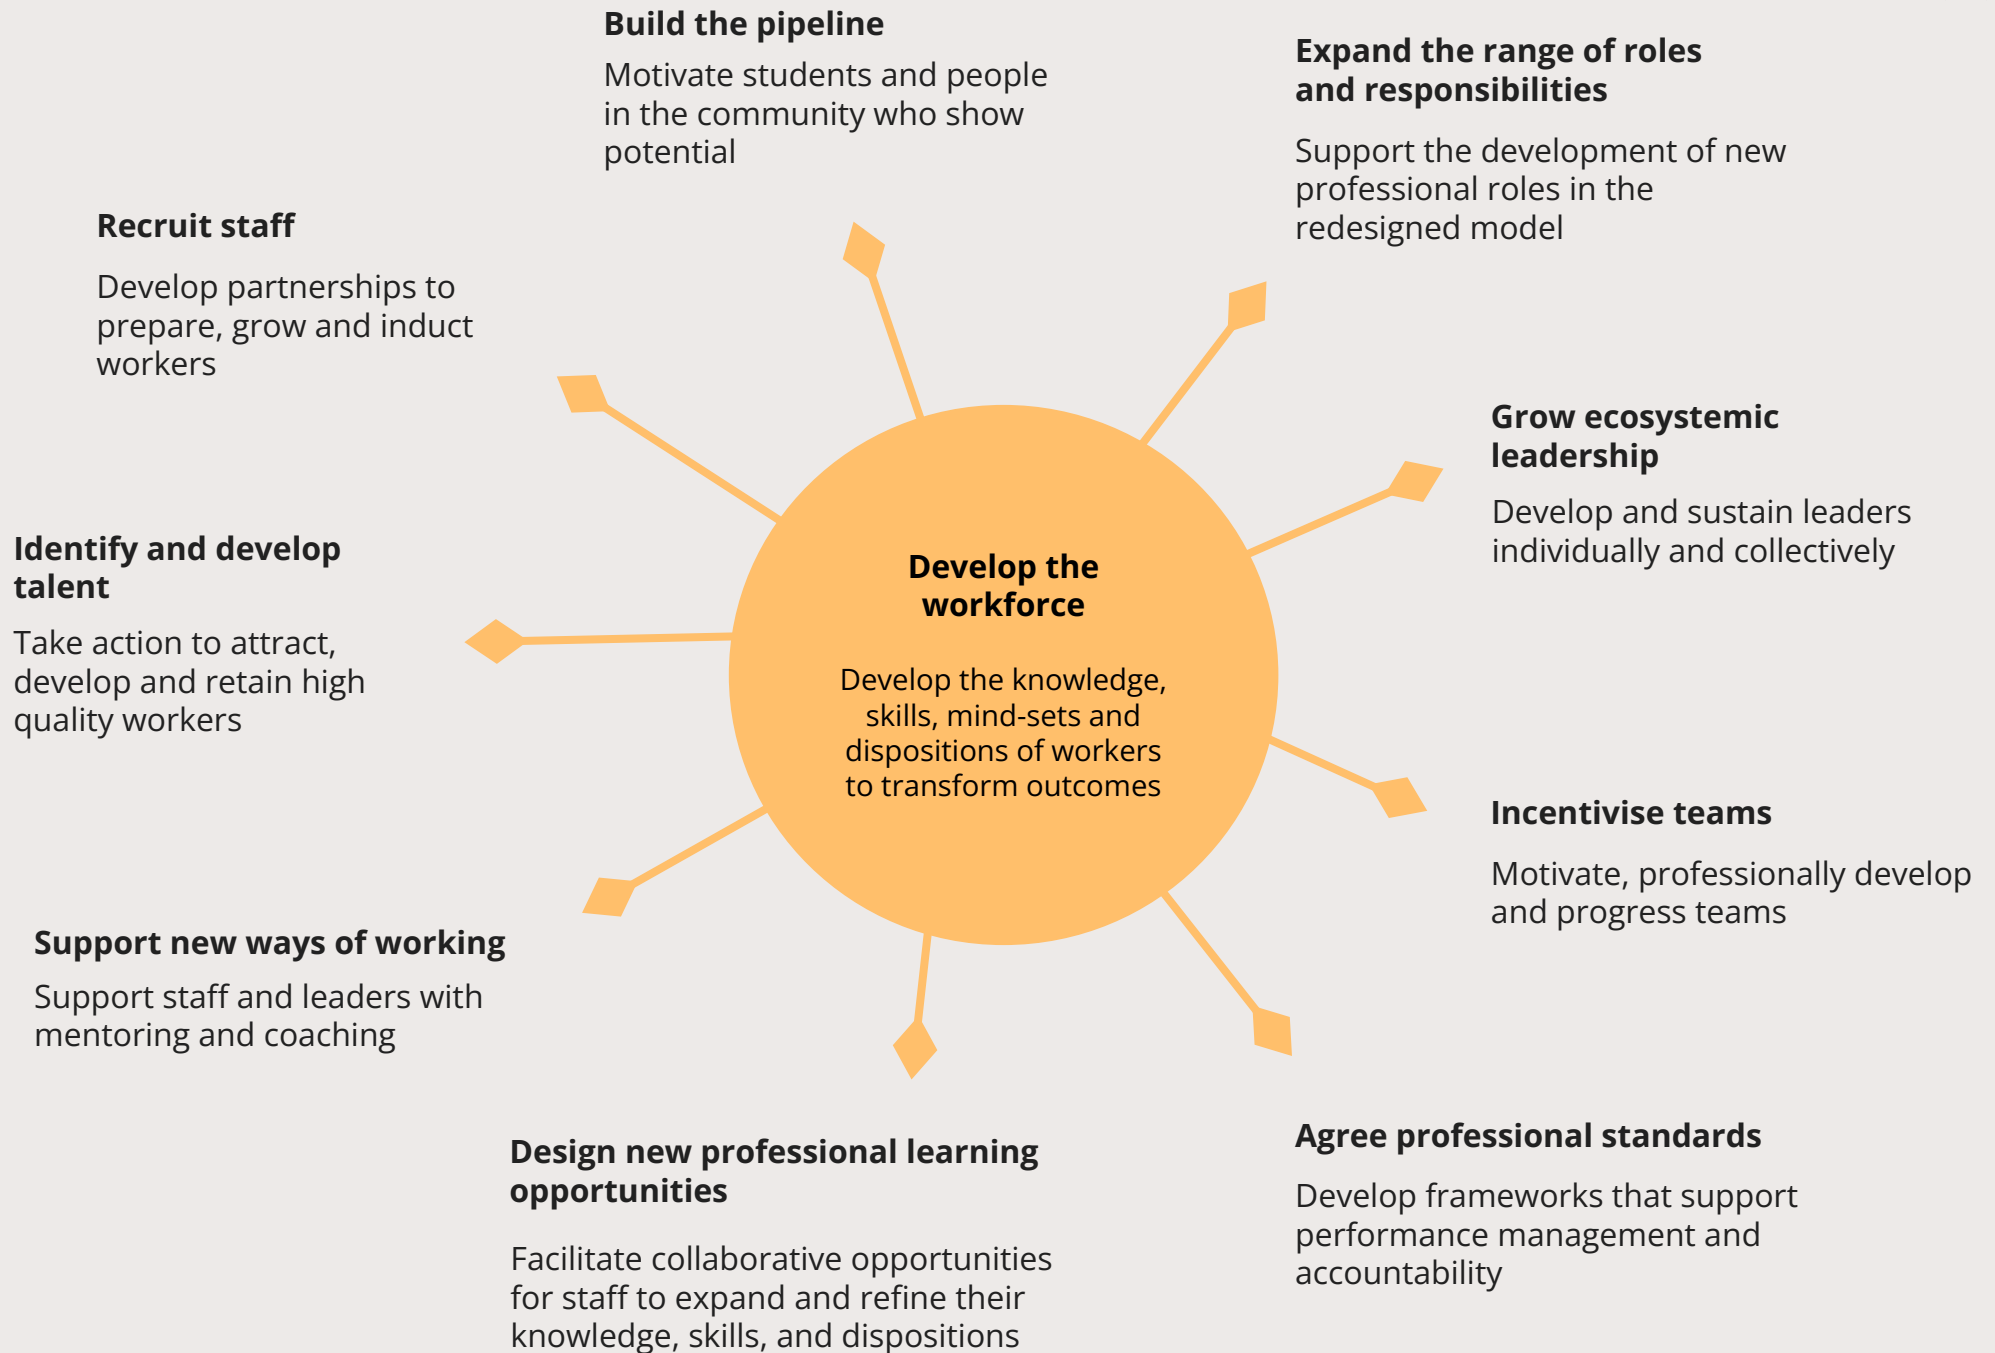 Build the pipeline
Motivate students and people
in the community who show
potential
Expand the range of roles
and responsibilities
Support the development of new
professional roles in the
redesigned model
Recruit staff
Develop partnerships to
prepare, grow and induct
workers
Grow ecosystemic
leadership
Develop and sustain leaders
individually and collectively
Identify and develop
talent
Take action to attract,
develop and retain high
quality workers
Develop the
workforce
Develop the knowledge,
skills, mind-sets and
dispositions of workers
to transform outcomes
Incentivise teams
Motivate, professionally develop
and progress teams
Support new ways of working
Support staff and leaders with
mentoring and coaching
Design new professional learning
opportunities
Facilitate collaborative opportunities
for staff to expand and refine their
knowledge, skills, and dispositions
Agree professional standards
Develop frameworks that support
performance management and
accountability